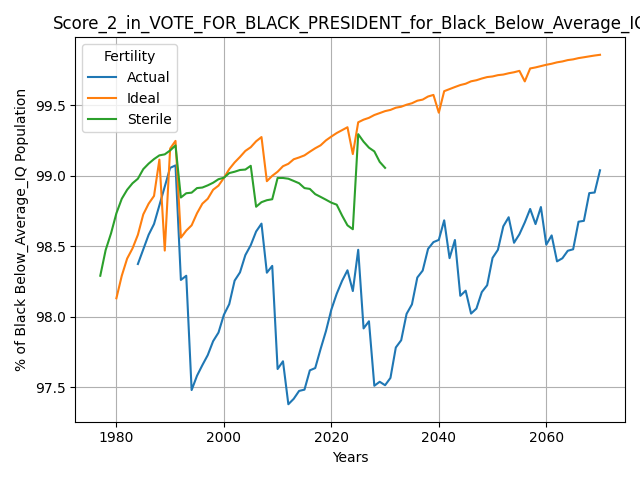 Score_2_in_VOTE_FOR_BLACK_PRESIDENT_for_Black_Below_Average_IQ
Fertility
Actual
Ideal
Sterile
% of Black Below_Average_IQ Population
99.5
99.0
98.5
98.0
97.5
1980
2000
2020
2040
2060
Years